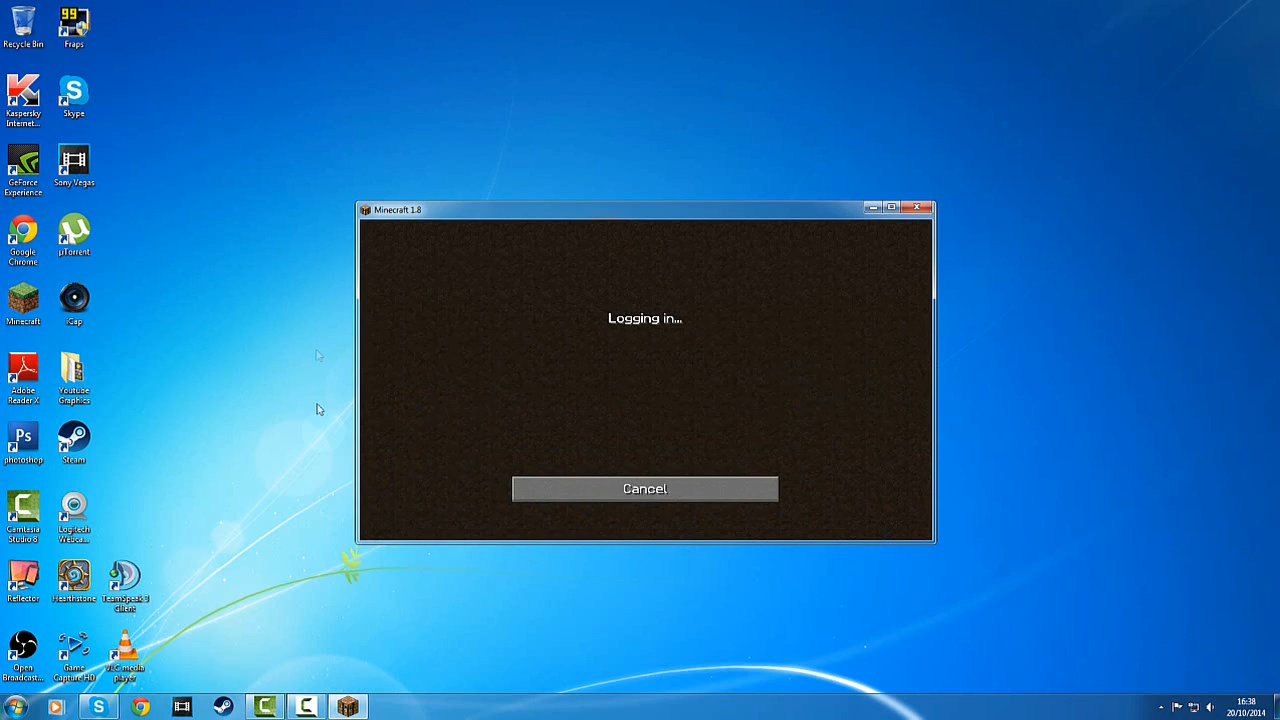 Recycle Bin
99
Fraps
Kaspersky
Internet...
S
Skype
GeForce
Experience
Sony Vegas
Google
Chrome
µTorrent
Minecraft
iCap
Adobe
Reader X
Youtube
Graphics
Ps
photoshop
Steam
Camtasia
Studio 8
Logitech
Webca...
Reflector
Hearthstone
TeamSpeak 3
Client
Open
Broadcast...
Game
Capture HD
VLC media
player
Minecraft 1.8
Logging in...
Cancel
16:38
20/10/2014